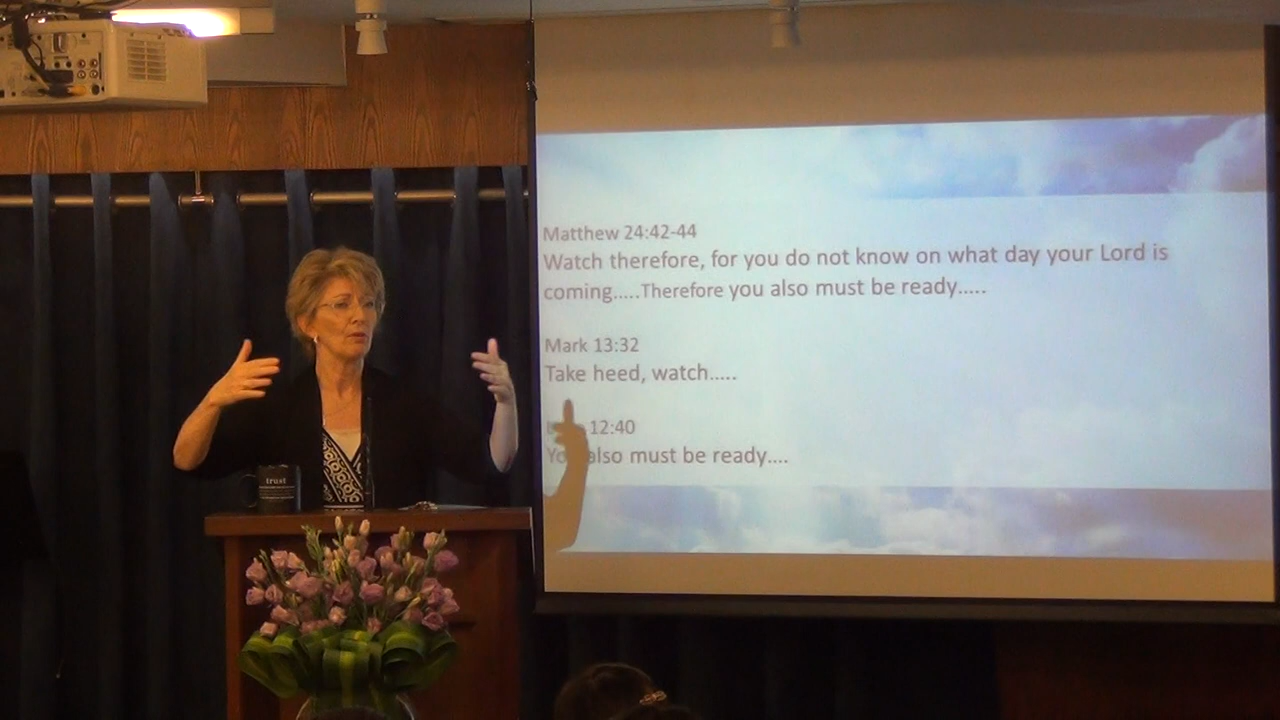 Matthew 24:42-44
Watch therefore, for you do not know on what day your Lord is
coming.....Therefore you also must be ready.....
Mark 13:32
Take heed, watch.....
12:40
You also must be ready....
trust